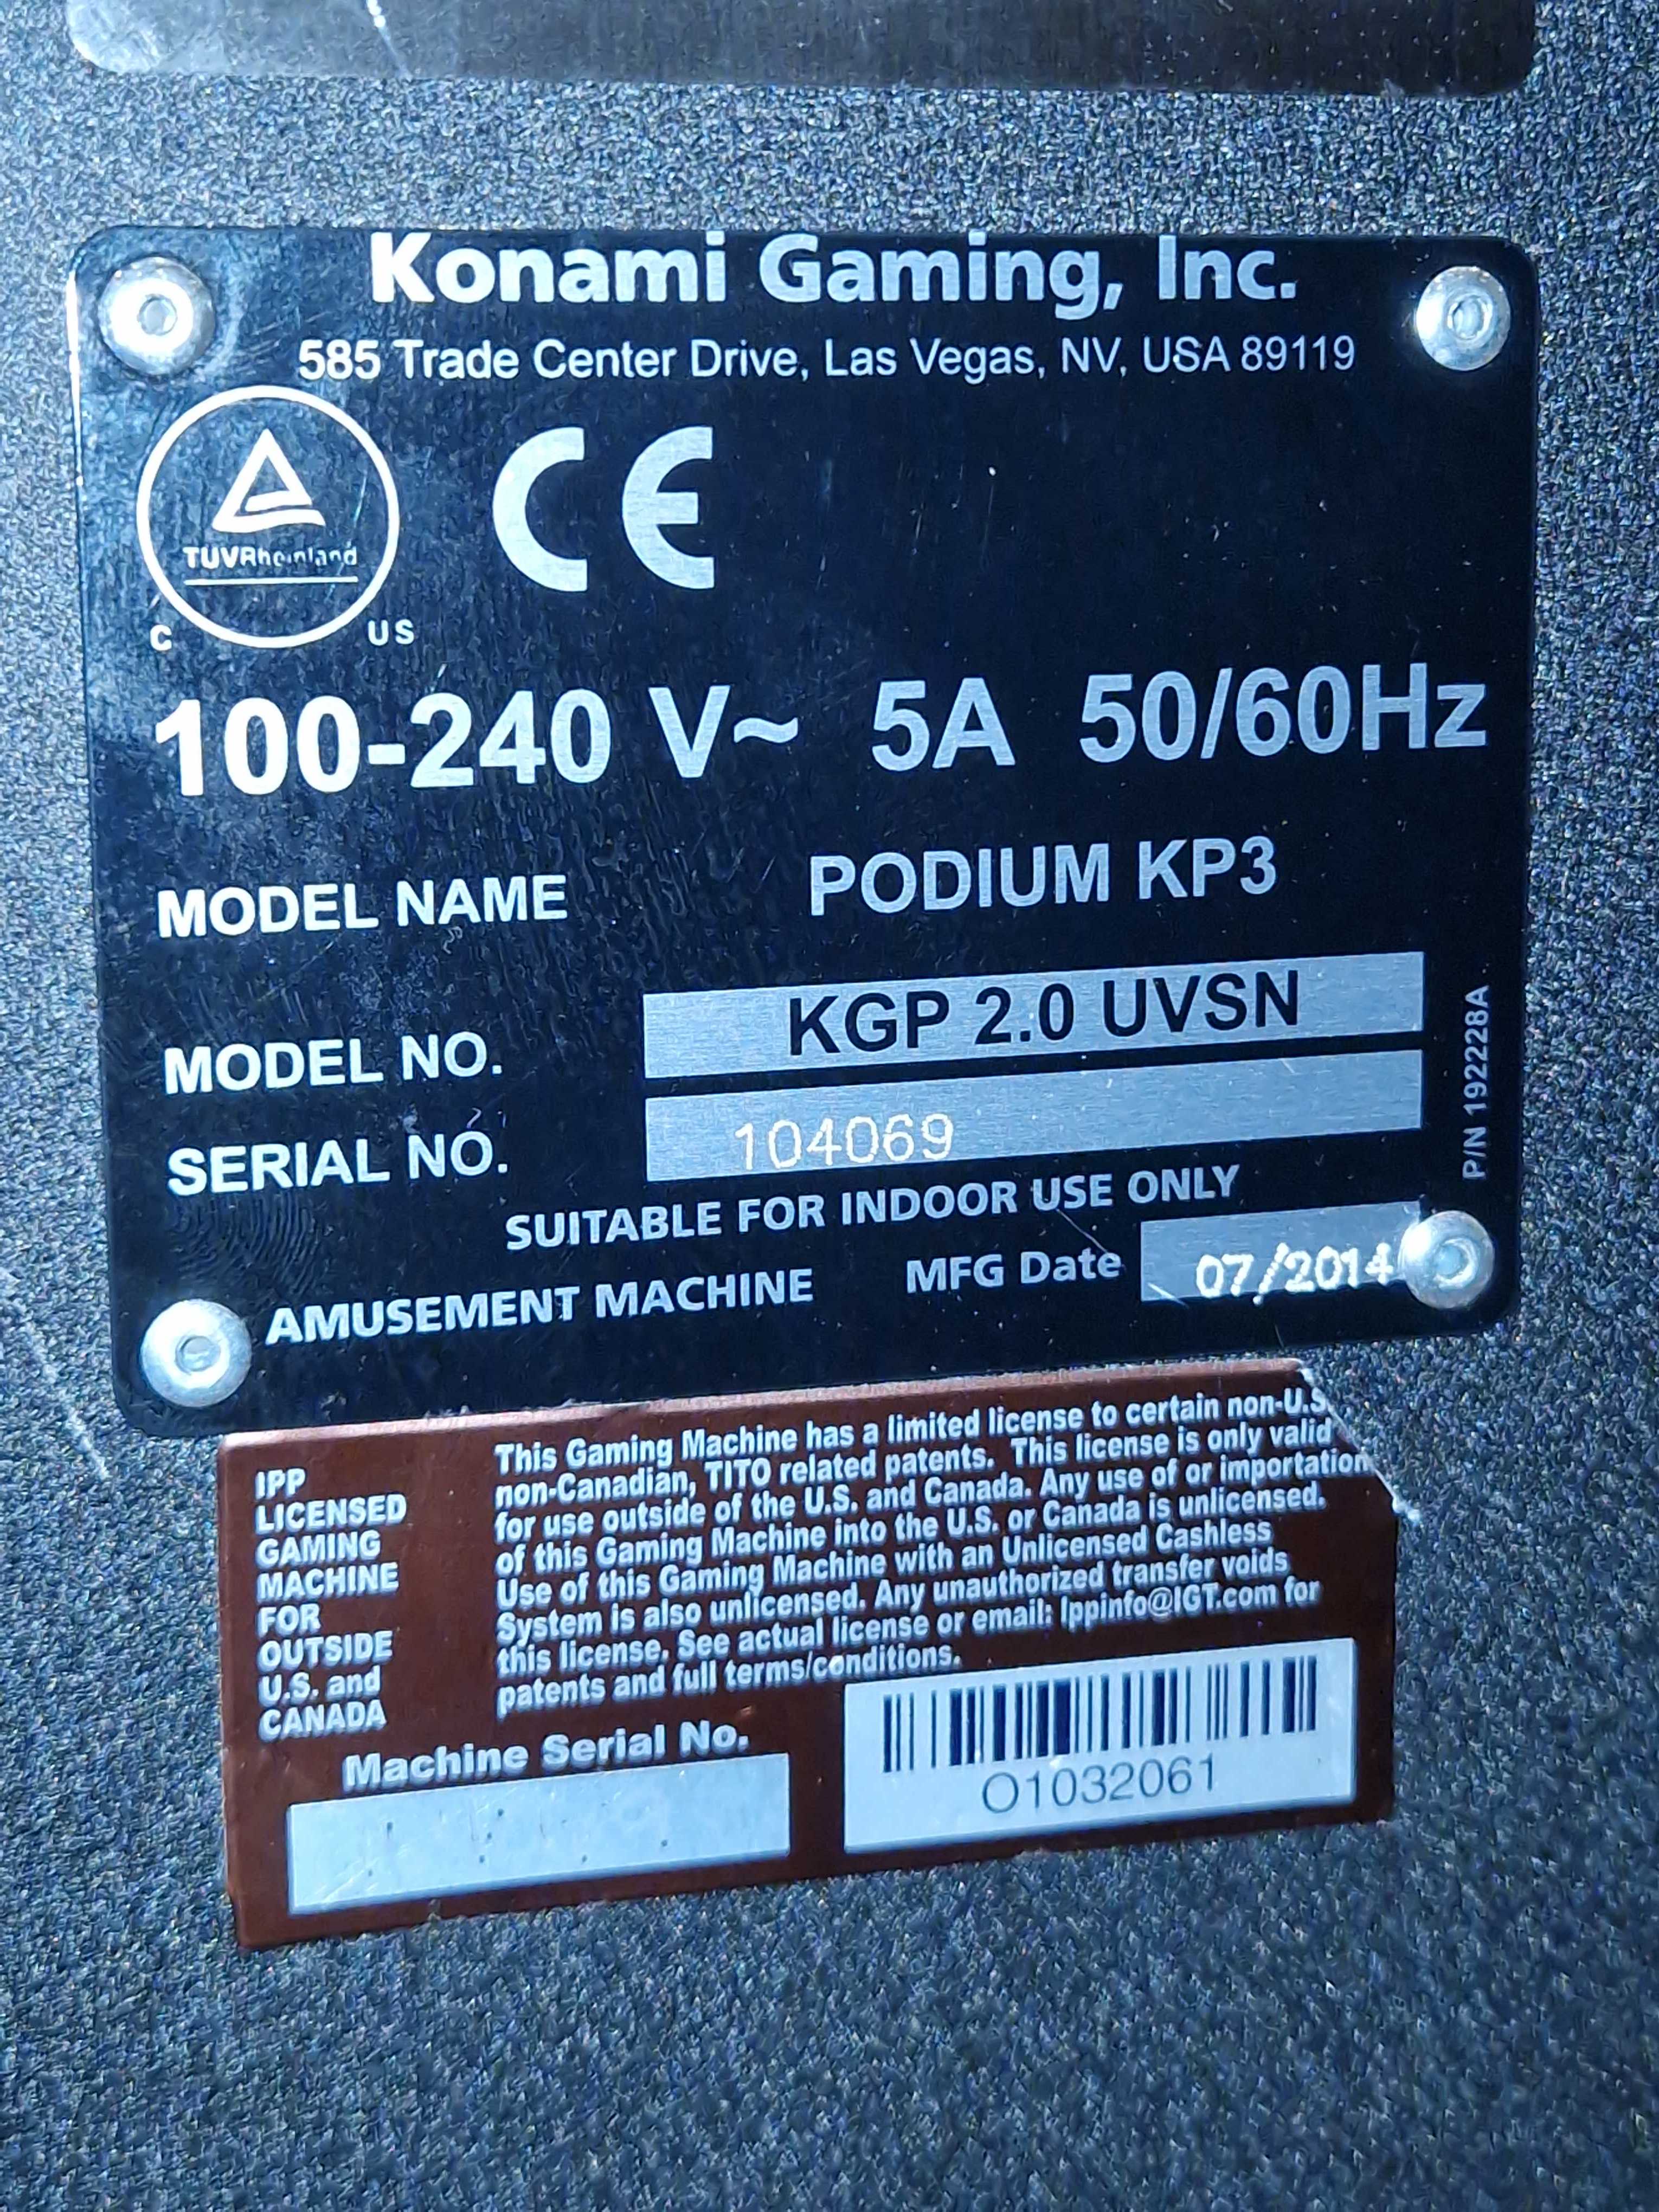 Konami Gaming, Inc.
585 Trade Center Drive, Las Vegas, NV, USA 89119
TUVRheinland
C US
CE
100-240 V~ 5A 50/60Hz
MODEL NAME PODIUM KP3
MODEL NO. KGP 2.0 UVSN
SERIAL NO. 104069
P/N 192228A
SUITABLE FOR INDOOR USE ONLY
AMUSEMENT MACHINE MFG Date 07/2014
IPP
LICENSED
GAMING
MACHINE
FOR
OUTSIDE
U.S. and
CANADA
This Gaming Machine has a limited license to certain non-U.S
non-Canadian, TITO related patents. This license is only valid
for use outside of the U.S. and Canada. Any use of or importation
of this Gaming Machine into the U.S. or Canada is unlicensed.
Use of this Gaming Machine with an Unlicensed Cashless
System is also unlicensed. Any unauthorized transfer voids
this license. See actual license or email: Ippinfo@IGT.com for
patents and full terms/conditions.
Machine Serial No.
O1032061